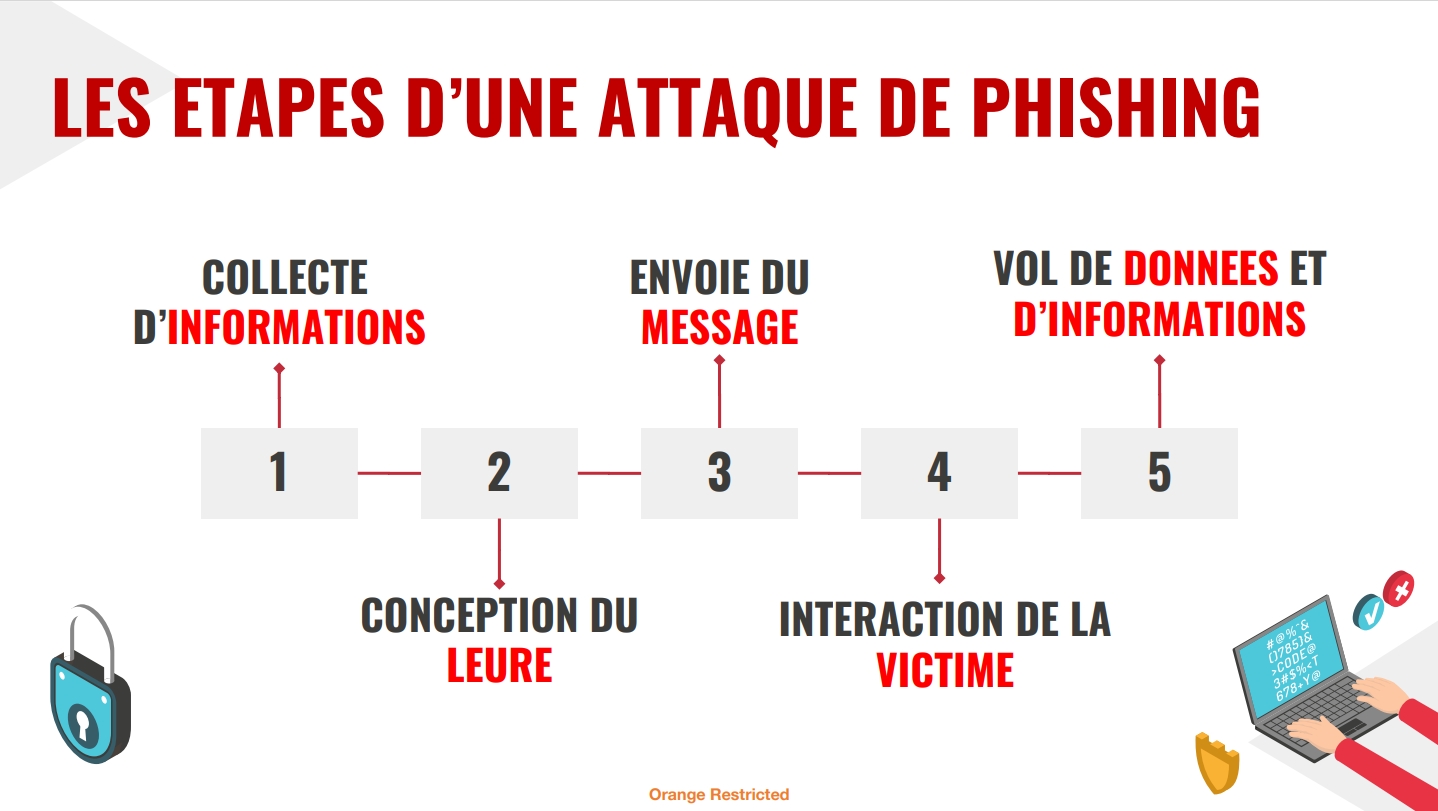 LES ETAPES D’UNE ATTAQUE DE PHISHING
COLLECTE
D’INFORMATIONS
ENVOIE DU
MESSAGE
VOL DE DONNEES ET
D’INFORMATIONS
1
2
3
4
5
CONCEPTION DU
LEURE
INTERACTION DE LA
VICTIME
#@%^&
()785}&
>CODE@
3#$%<T
678+Y@
Orange Restricted